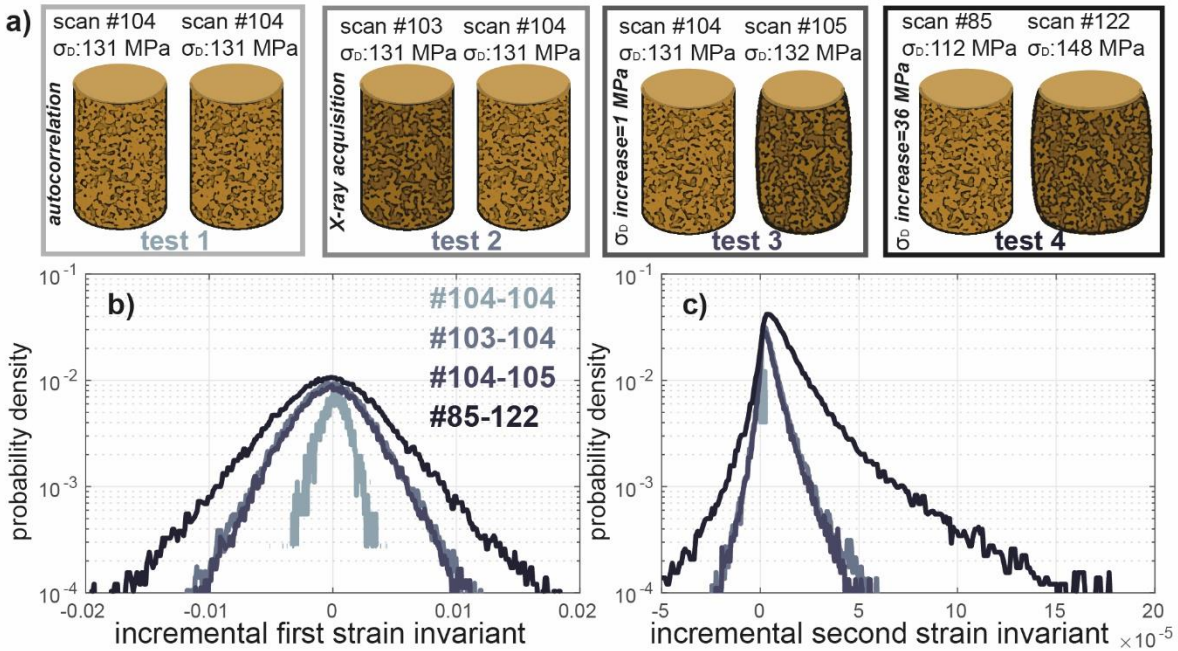 a)
scan #104 scan #104
σD:131 MPa σD:131 MPa
autocorrelation
test 1
scan #103 scan #104
σD:131 MPa σD:131 MPa
X-ray acquisition
test 2
scan #104 scan #105
σD:131 MPa σD:132 MPa
σD increase=1 MPa
test 3
scan #85 scan #122
σD:112 MPa σD:148 MPa
σD increase=36 MPa
test 4
b)
#104-104
#103-104
#104-105
#85-122
probability density
10-1
10-2
10-3
10-4
-0.02 -0.01 0 0.01 0.02
incremental first strain invariant
c)
probability density
10-1
10-2
10-3
10-4
-5 0 5 10 15 20
incremental second strain invariant ×10-5